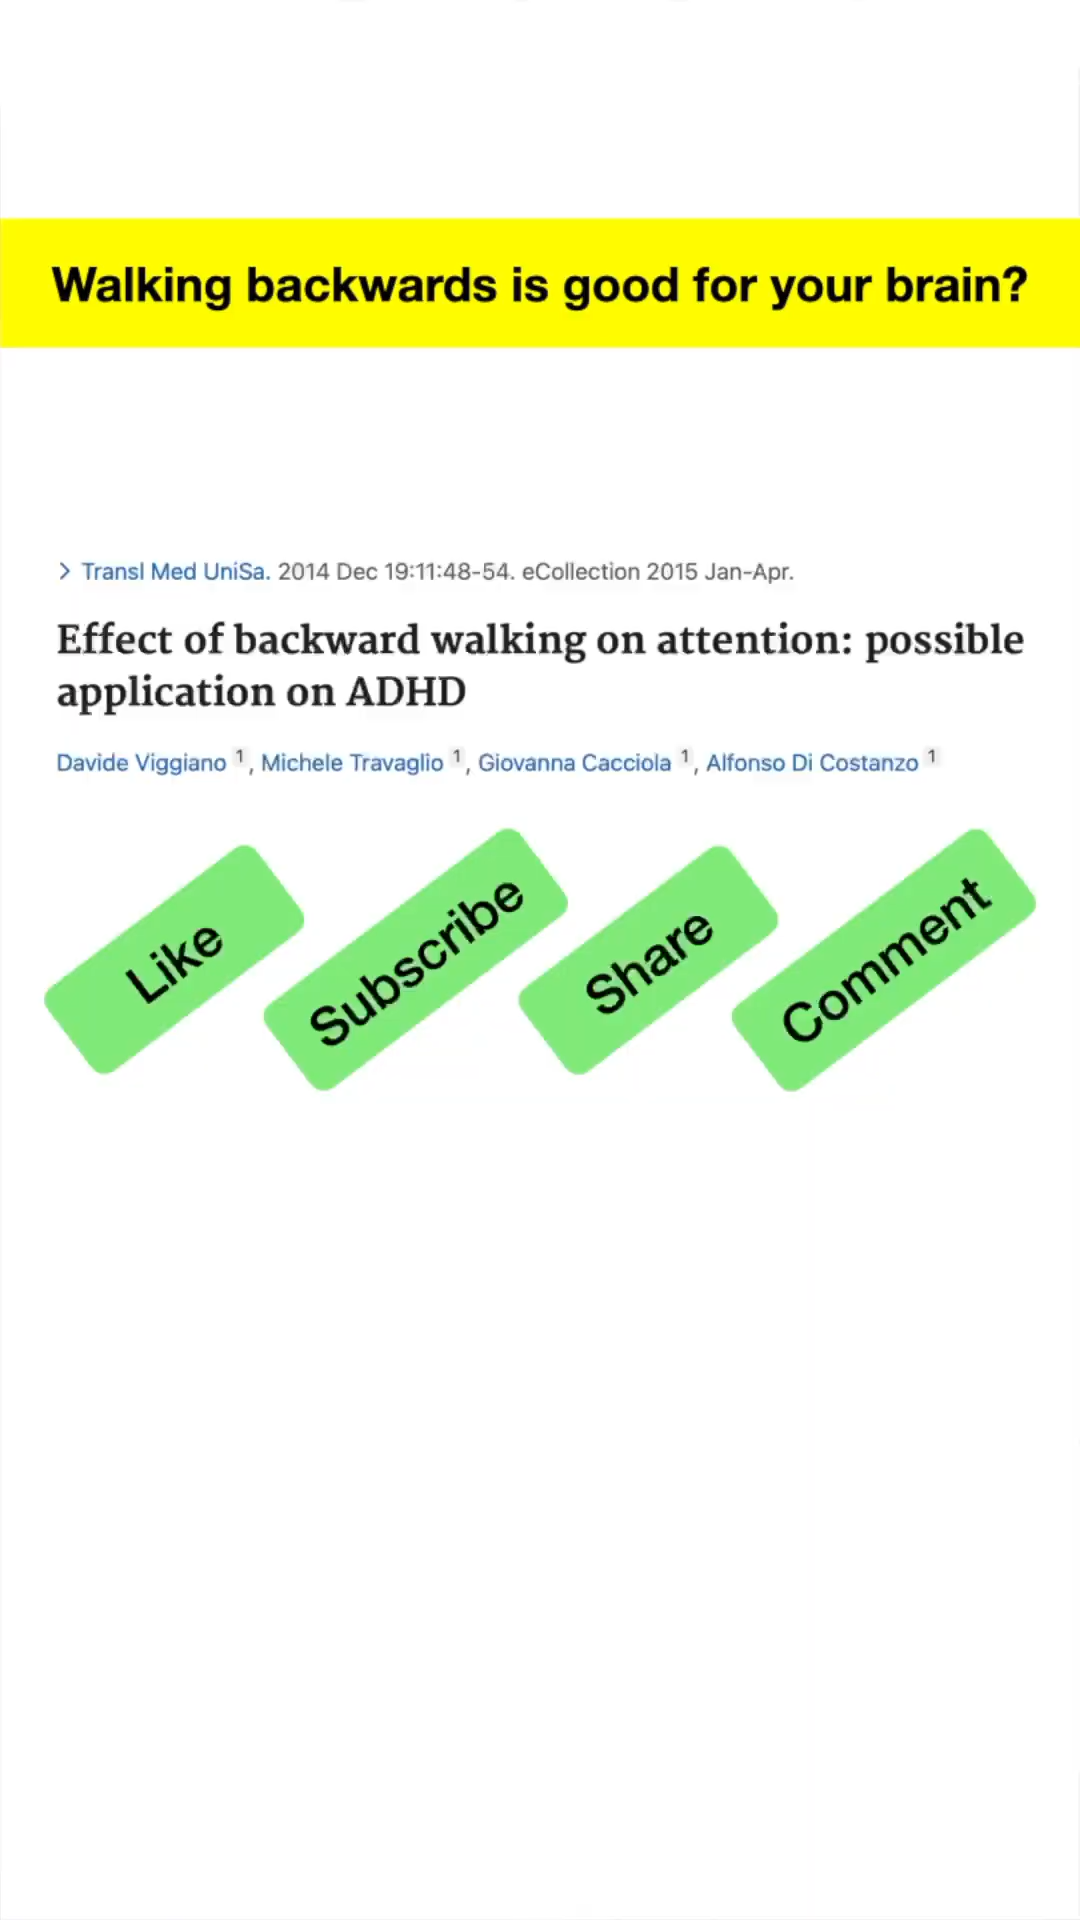 Walking backwards is good for your brain?
> Transl Med UniSa. 2014 Dec 19:11:48-54. eCollection 2015 Jan-Apr.
Effect of backward walking on attention: possible
application on ADHD
Davide Viggiano 1, Michele Travaglio 1, Giovanna Cacciola 1, Alfonso Di Costanzo 1
Like
Subscribe
Share
Comment